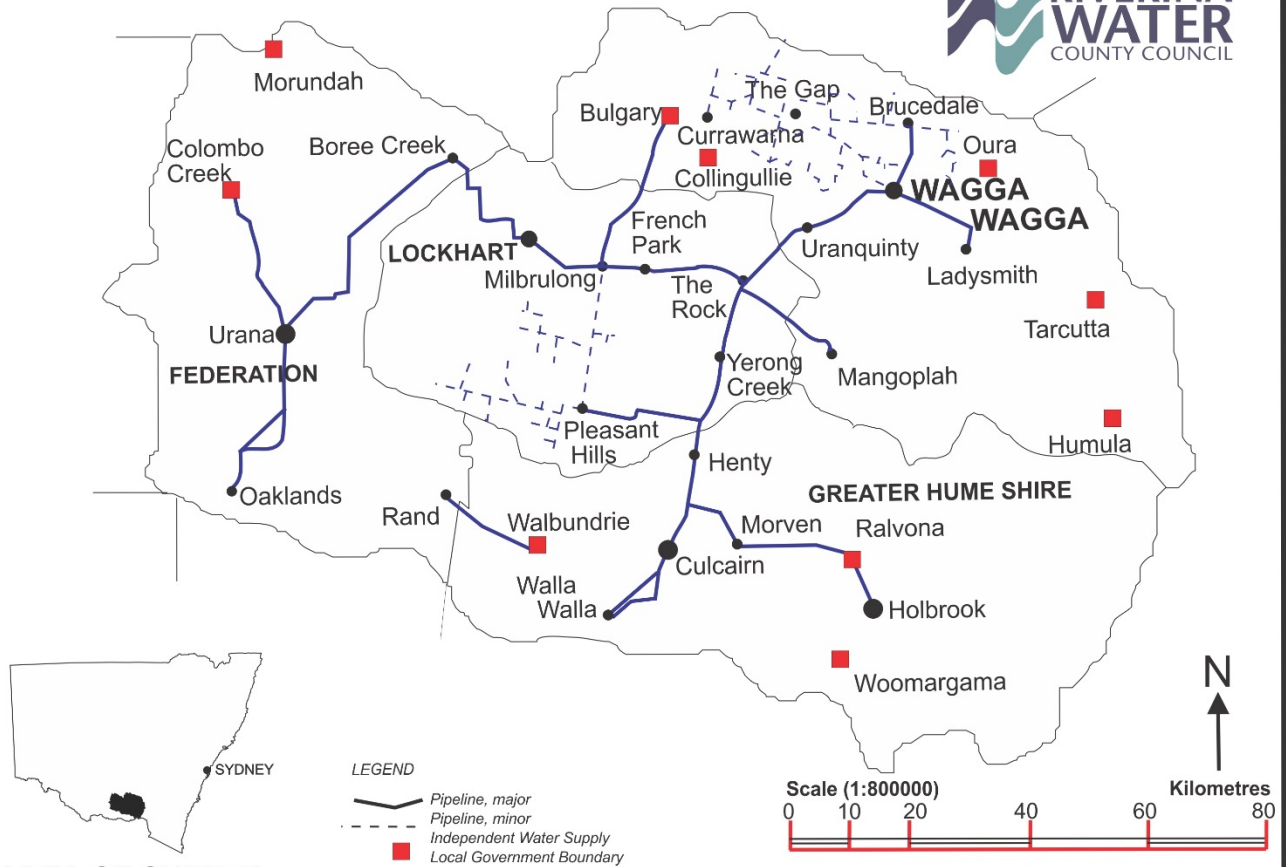 RIVERINA
WATER
COUNTY COUNCIL
Morundah
The Gap
Bulgary
Brucedale
Currawarna
Colombo
Creek
Boree Creek
Oura
Collingullie
WAGGA
WAGGA
French
Park
Uranquinty
LOCKHART
Ladysmith
Milbrulong
The
Rock
Tarcutta
Urana
Yerong
Creek
Mangoplah
FEDERATION
Pleasant
Hills
Humula
Henty
Oaklands
GREATER HUME SHIRE
Rand
Walbundrie
Morven
Ralvona
Culcairn
Walla
Walla
Holbrook
Woomargama
N
SYDNEY
LEGEND
Pipeline, major
Pipeline, minor
Independent Water Supply
Local Government Boundary
Scale (1:800000)
Kilometres
0 10 20 40 60 80